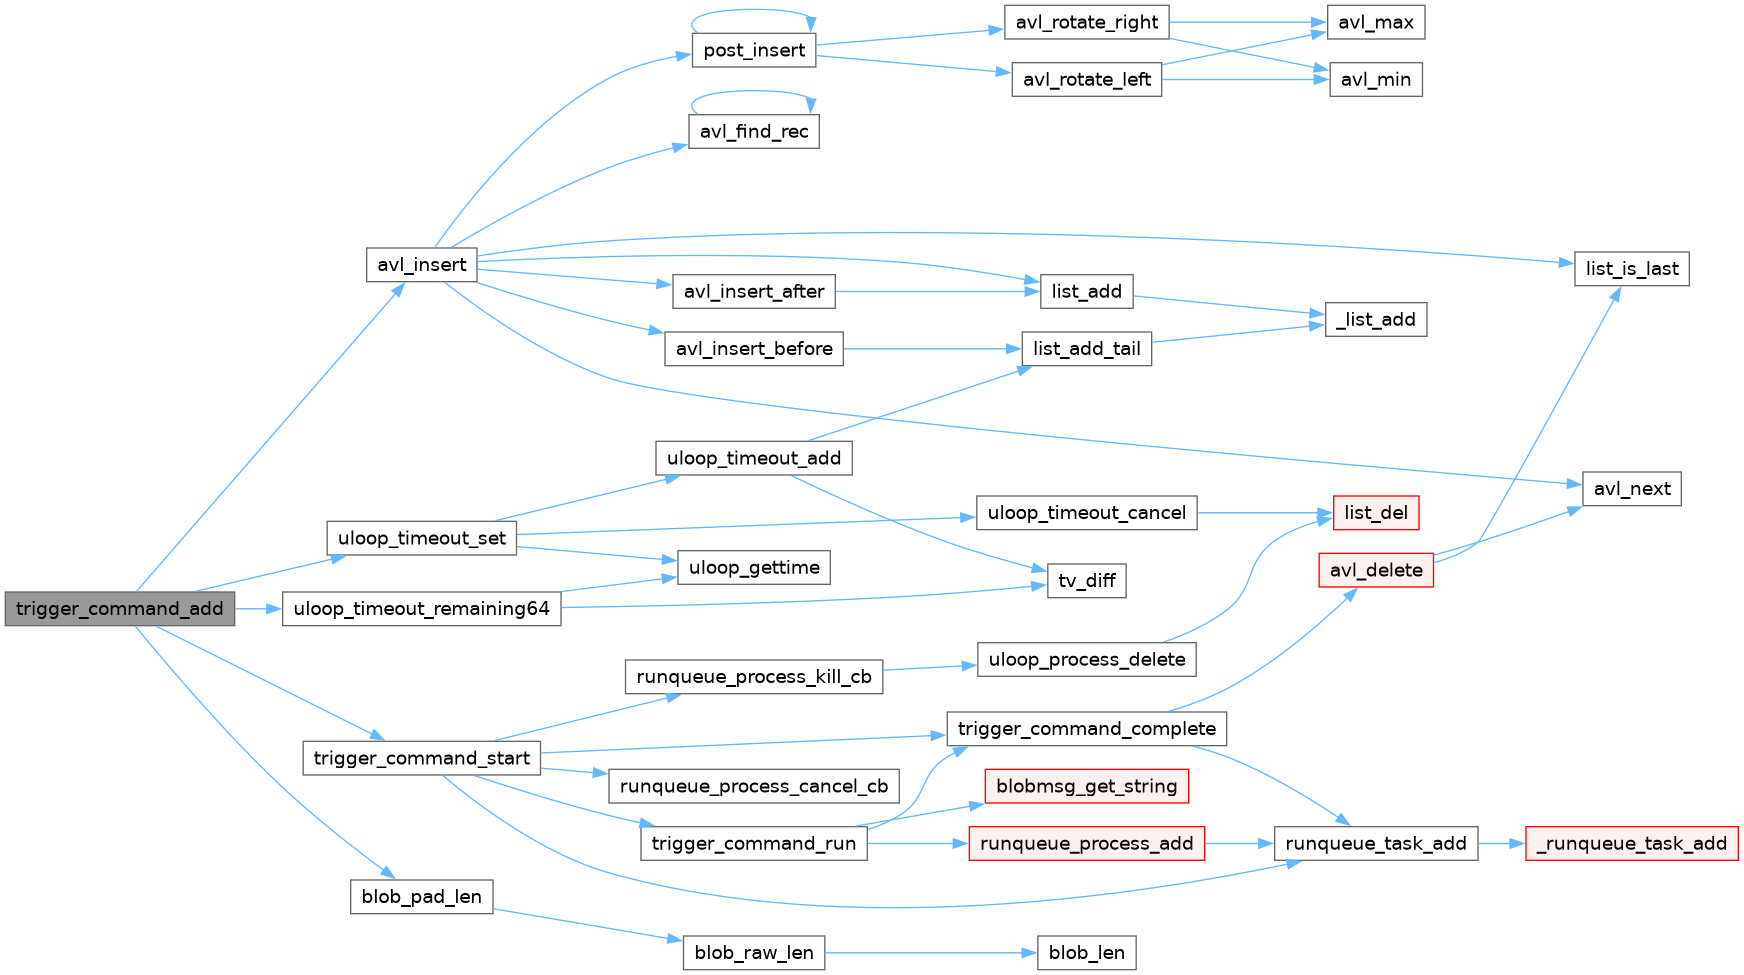 trigger_command_add
avl_insert
uloop_timeout_set
uloop_timeout_remaining64
trigger_command_start
blob_pad_len
post_insert
avl_find_rec
avl_insert_after
avl_insert_before
uloop_timeout_add
uloop_gettime
runqueue_process_kill_cb
runqueue_process_cancel_cb
trigger_command_run
blob_raw_len
avl_rotate_right
avl_rotate_left
list_add
list_add_tail
uloop_timeout_cancel
tv_diff
uloop_process_delete
trigger_command_complete
blobmsg_get_string
runqueue_process_add
blob_len
avl_max
avl_min
_list_add
list_del
avl_delete
runqueue_task_add
list_is_last
avl_next
_runqueue_task_add